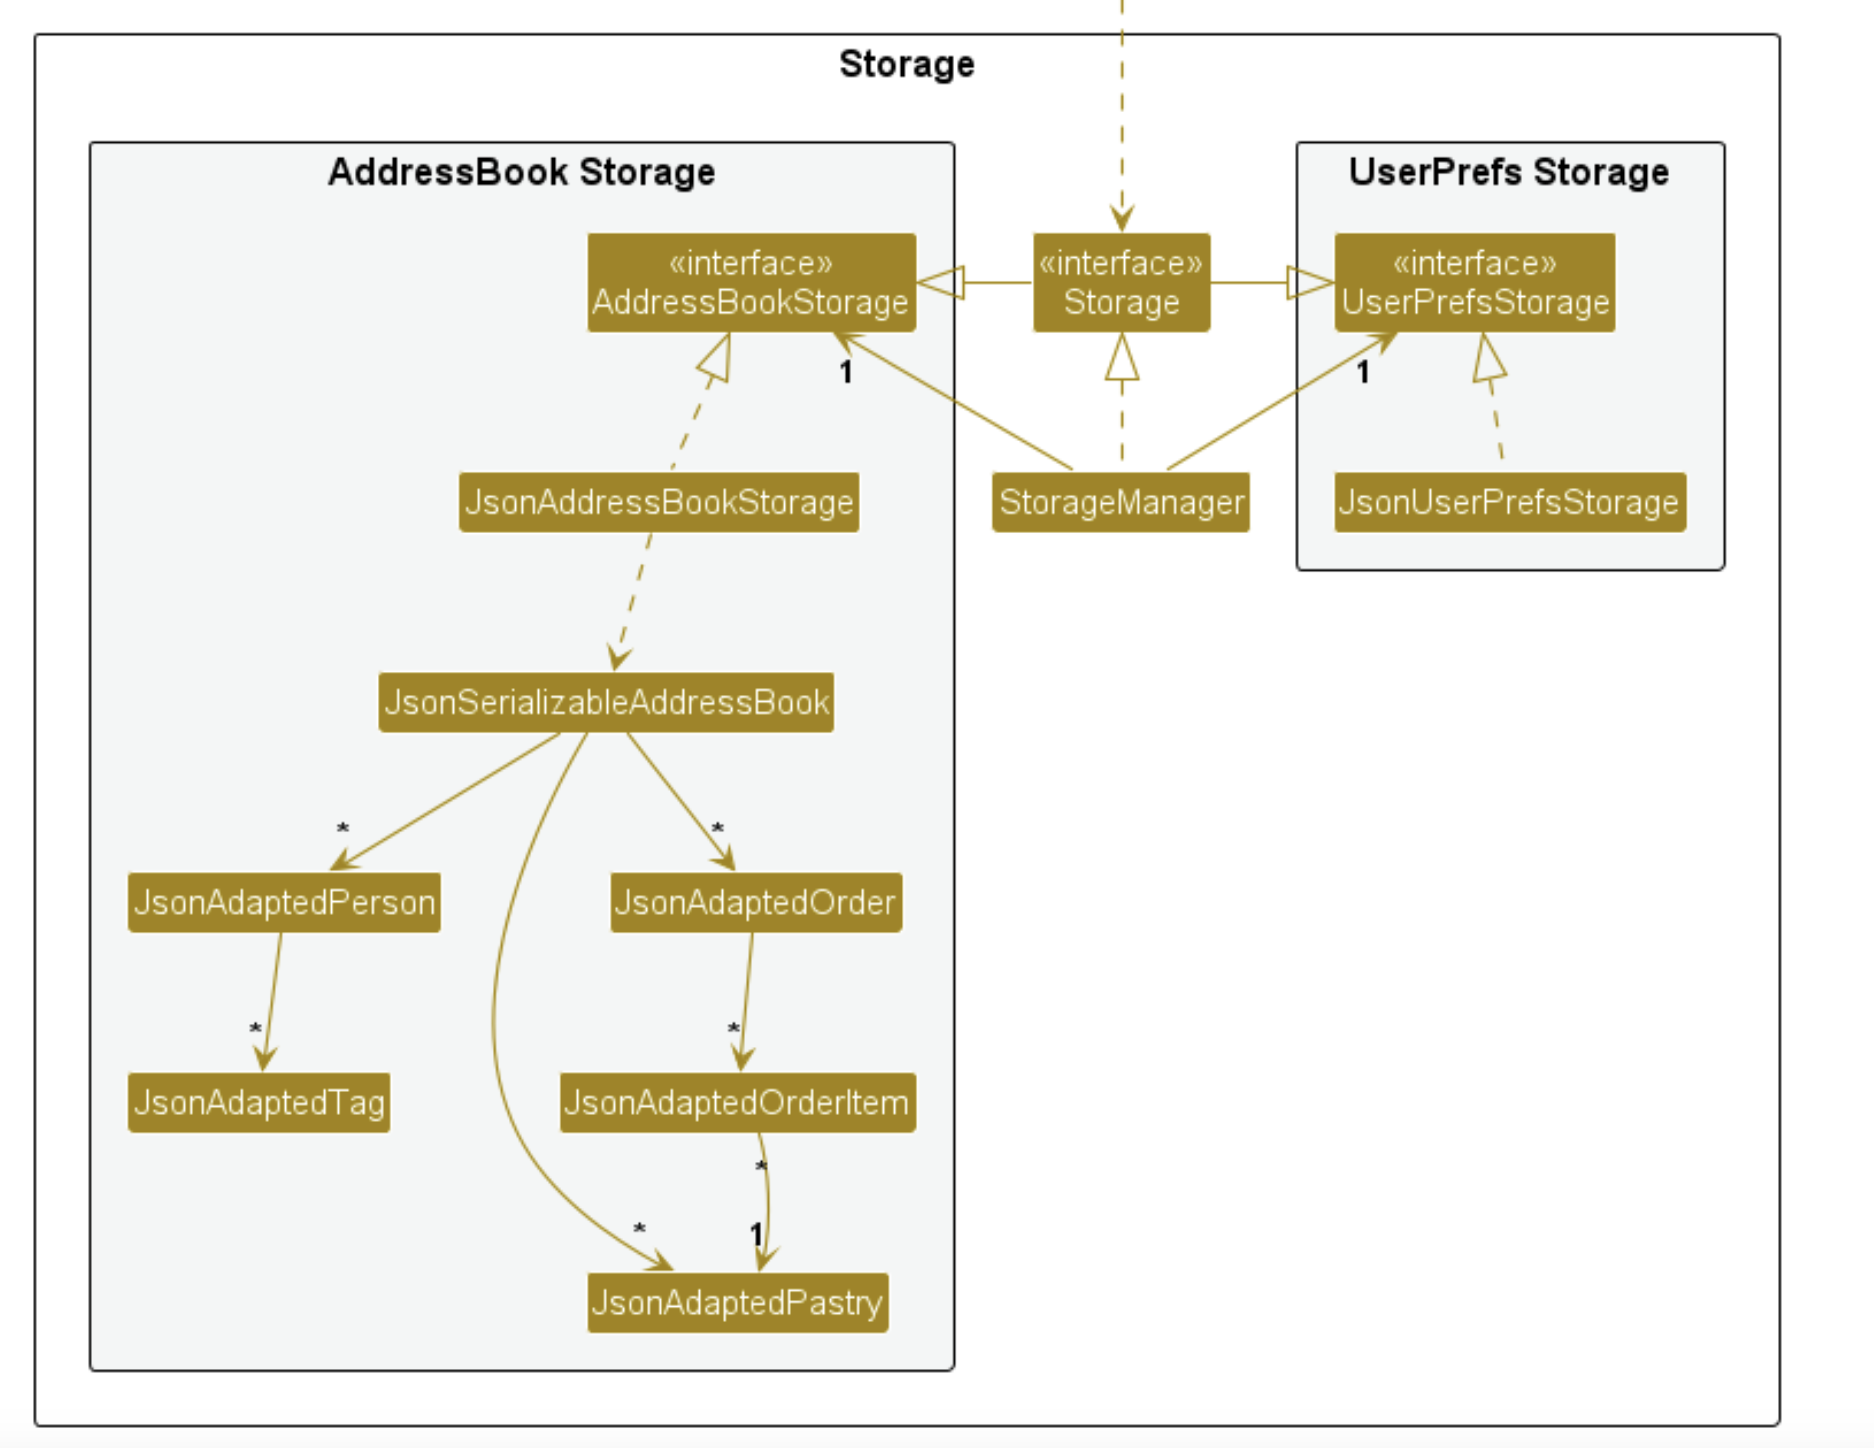 Storage
AddressBook Storage
UserPrefs Storage
«interface»
AddressBookStorage
«interface»
Storage
«interface»
UserPrefsStorage
1
1
JsonAddressBookStorage
StorageManager
JsonUserPrefsStorage
JsonSerializableAddressBook
*
*
JsonAdaptedPerson
JsonAdaptedOrder
*
*
JsonAdaptedTag
JsonAdaptedOrderItem
*
*
1
JsonAdaptedPastry